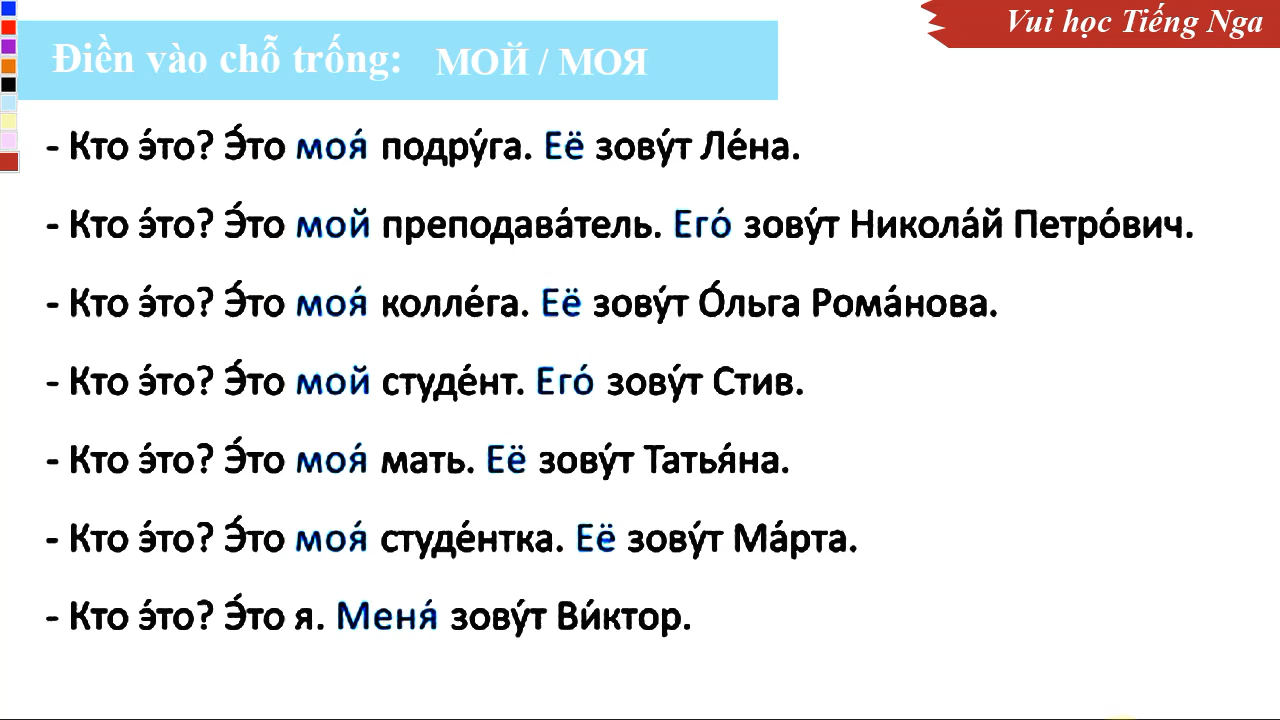 Vui học Tiếng Nga
Điền vào chỗ trống: МОЙ / МОЯ
- Кто э́то? Э́то моя́ подру́га. Её зову́т Ле́на.
- Кто э́то? Э́то мой преподава́тель. Его́ зову́т Никола́й Петро́вич.
- Кто э́то? Э́то моя́ колле́га. Её зову́т О́льга Рома́нова.
- Кто э́то? Э́то мой студе́нт. Его́ зову́т Стив.
- Кто э́то? Э́то моя́ мать. Её зову́т Татья́на.
- Кто э́то? Э́то моя́ студе́нтка. Её зову́т Ма́рта.
- Кто э́то? Э́то я. Меня́ зову́т Ви́ктор.